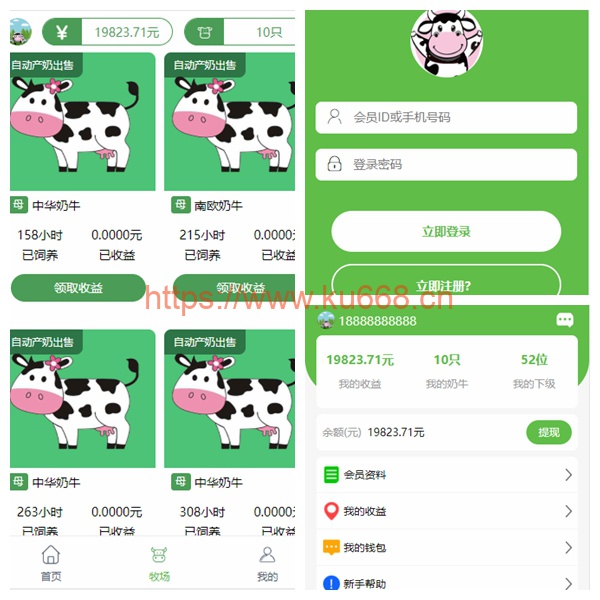 ¥ 19823.71元
10只
自动产奶出售
自动产奶出售
母 中华奶牛
母 南欧奶牛
158小时 0.0000元
215小时 0.0000元
已饲养 已收益
已饲养 已收益
领取收益
领取收益
自动产奶出售
自动产奶出售
母 中华奶牛
母 中华奶牛
263小时 0.0000元
308小时 0.0000元
已饲养 已收益
已饲养 已收益
首页 牧场 我的
会员ID或手机号码
登录密码
立即登录
立即注册?
https://www.ku668.cn
18888888888
19823.71元 10只 52位
我的收益 我的奶牛 我的下级
余额(元) 19823.71元 提现
会员资料
我的收益
我的钱包
新手帮助